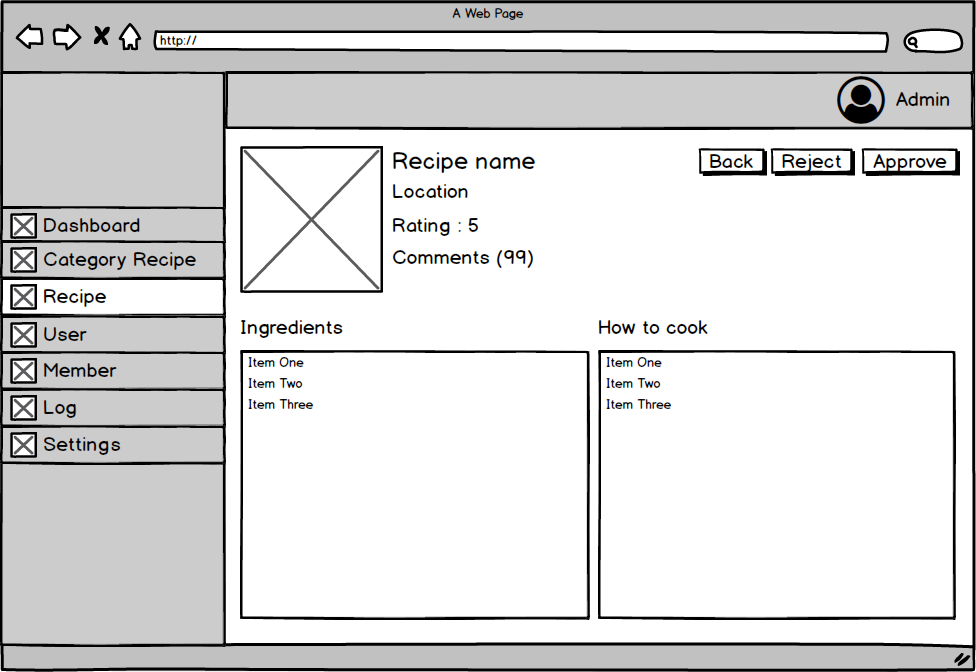 A Web Page
http://
Admin
Dashboard
Category Recipe
Recipe
User
Member
Log
Settings
Recipe name
Location
Rating : 5
Comments (99)
Back Reject Approve
Ingredients
Item One
Item Two
Item Three
How to cook
Item One
Item Two
Item Three